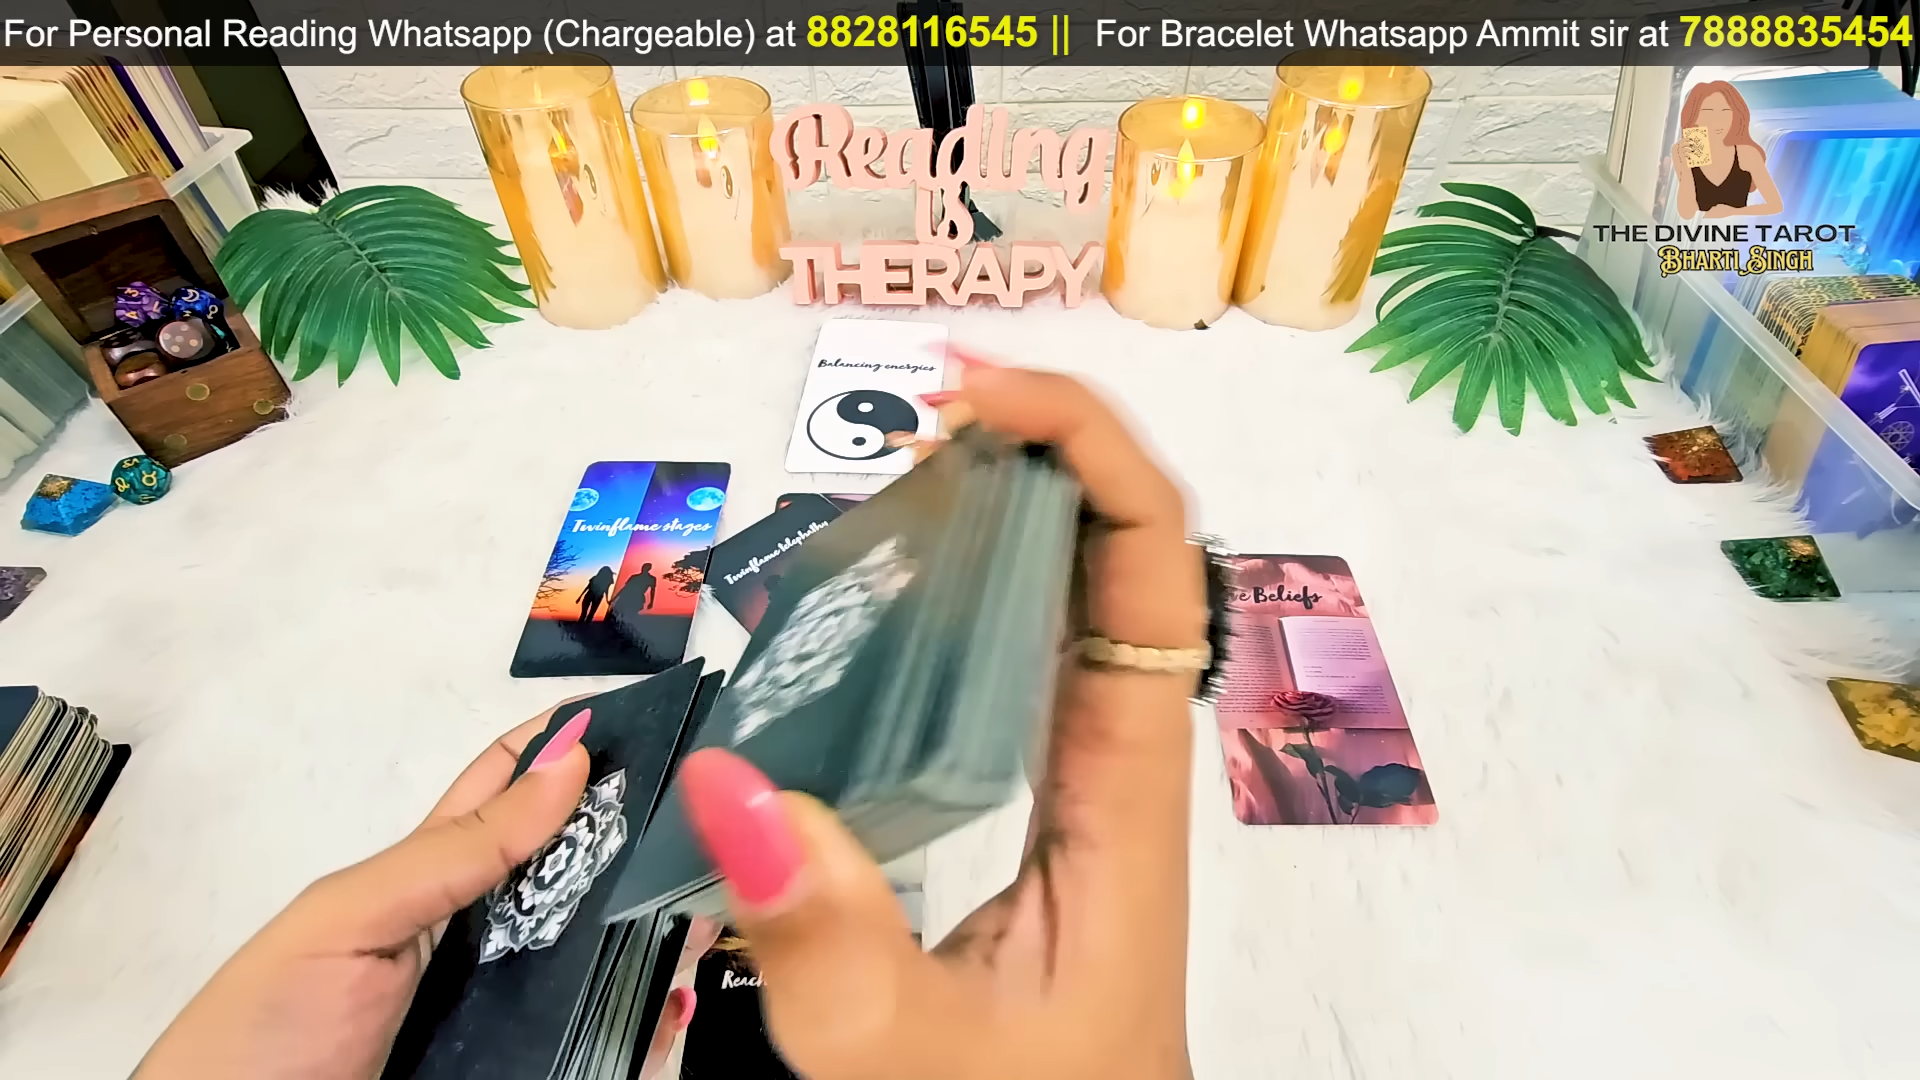 For Personal Reading Whatsapp (Chargeable) at 8828116545 || For Bracelet Whatsapp Ammit sir at 7888835454
Reading
is
THERAPY
THE DIVINE TAROT
BHARTI SINGH
Balancing energies
Twinflame stages
Twinflame telephathy
Beliefs